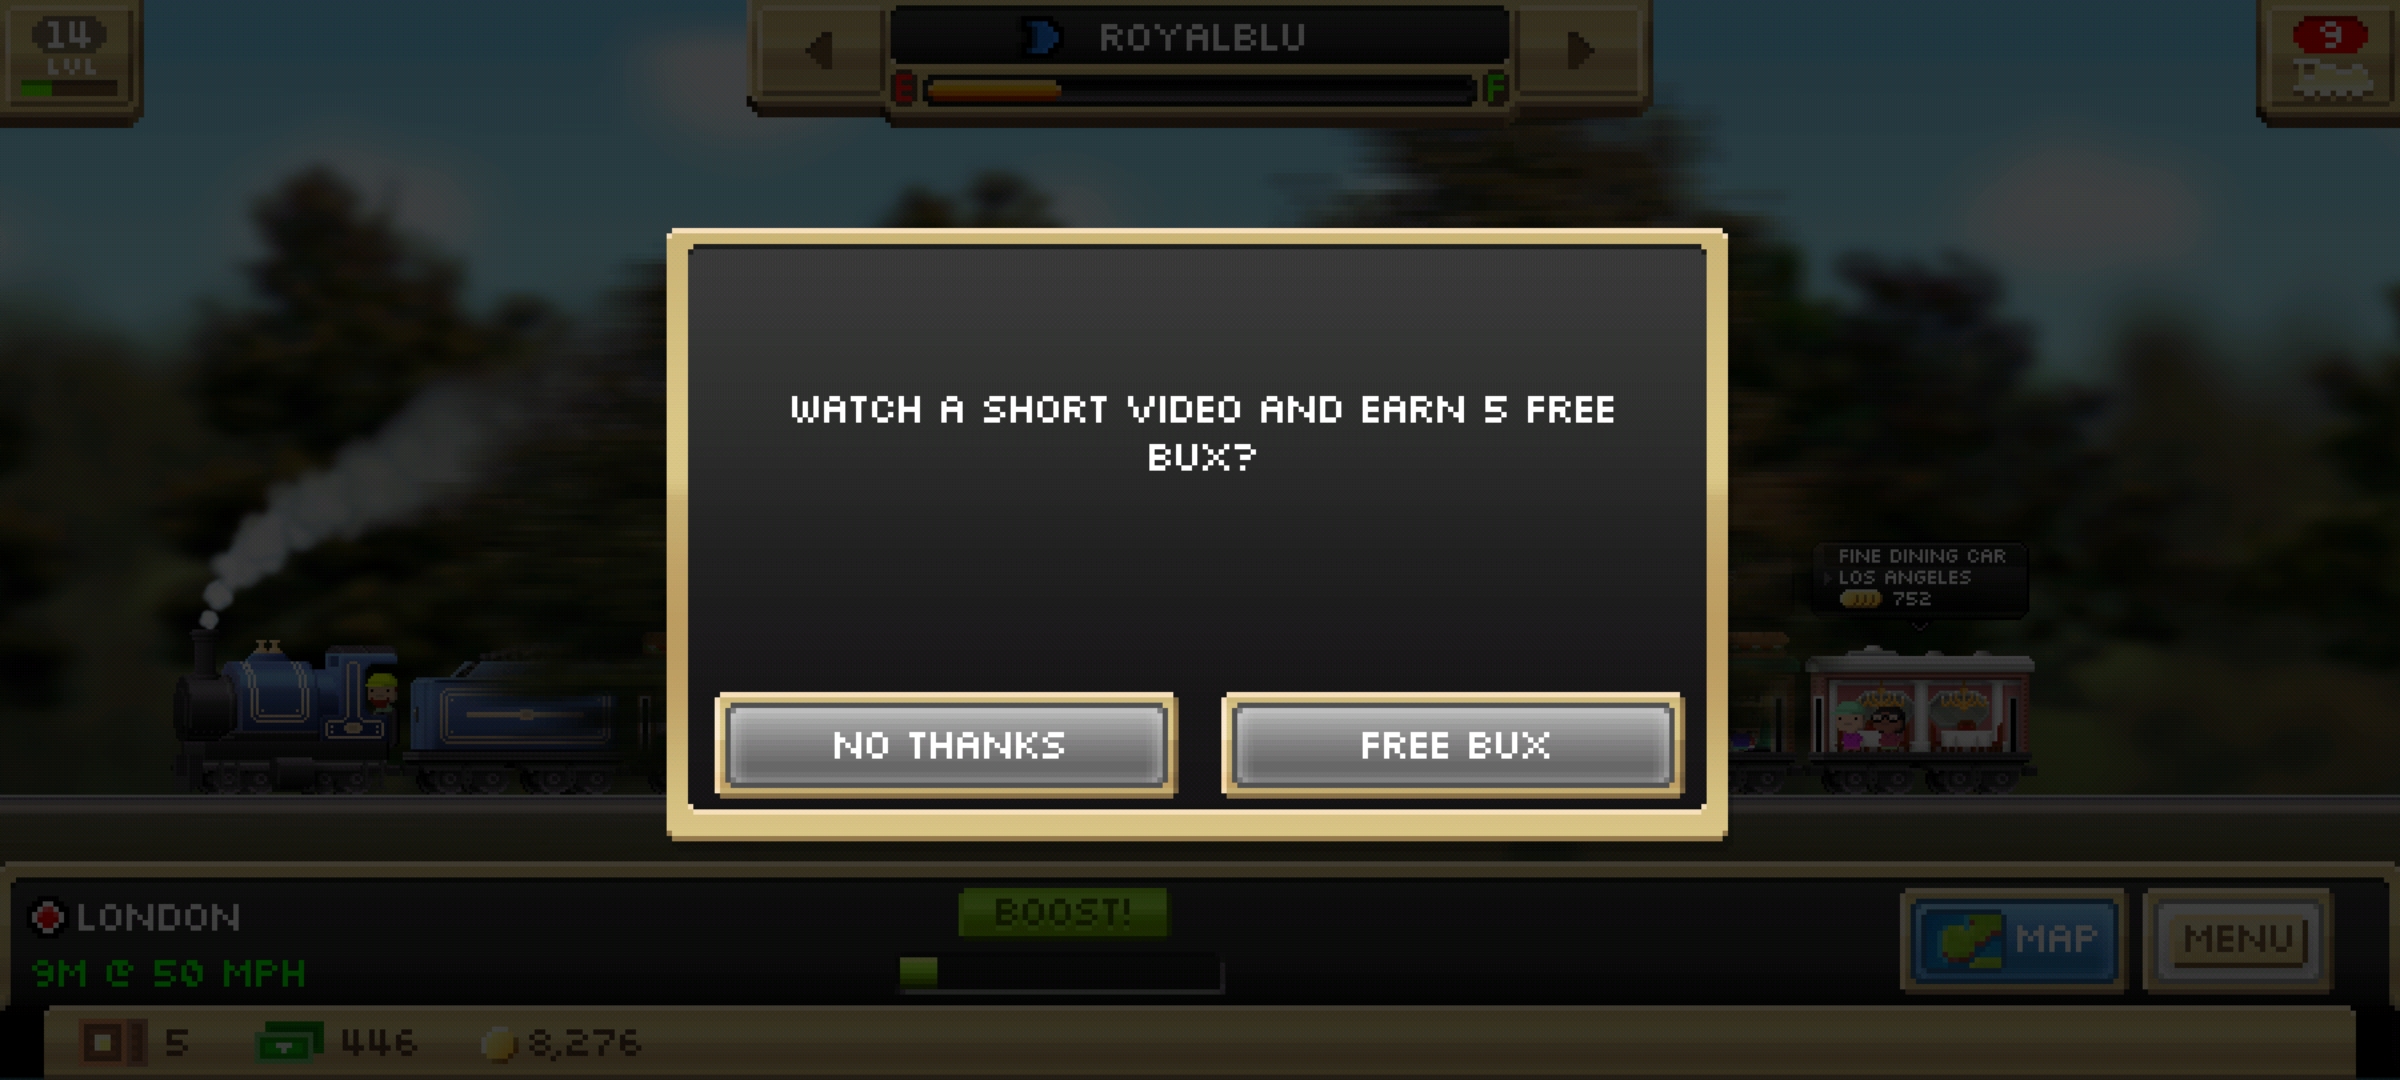 14
LVL
ROYALBLU
E F
9
WATCH A SHORT VIDEO AND EARN 5 FREE
BUX?
FINE DINING CAR
LOS ANGELES
752
NO THANKS
FREE BUX
LONDON
9M @ 50 MPH
BOOST!
MAP
MENU
5
446
8,276